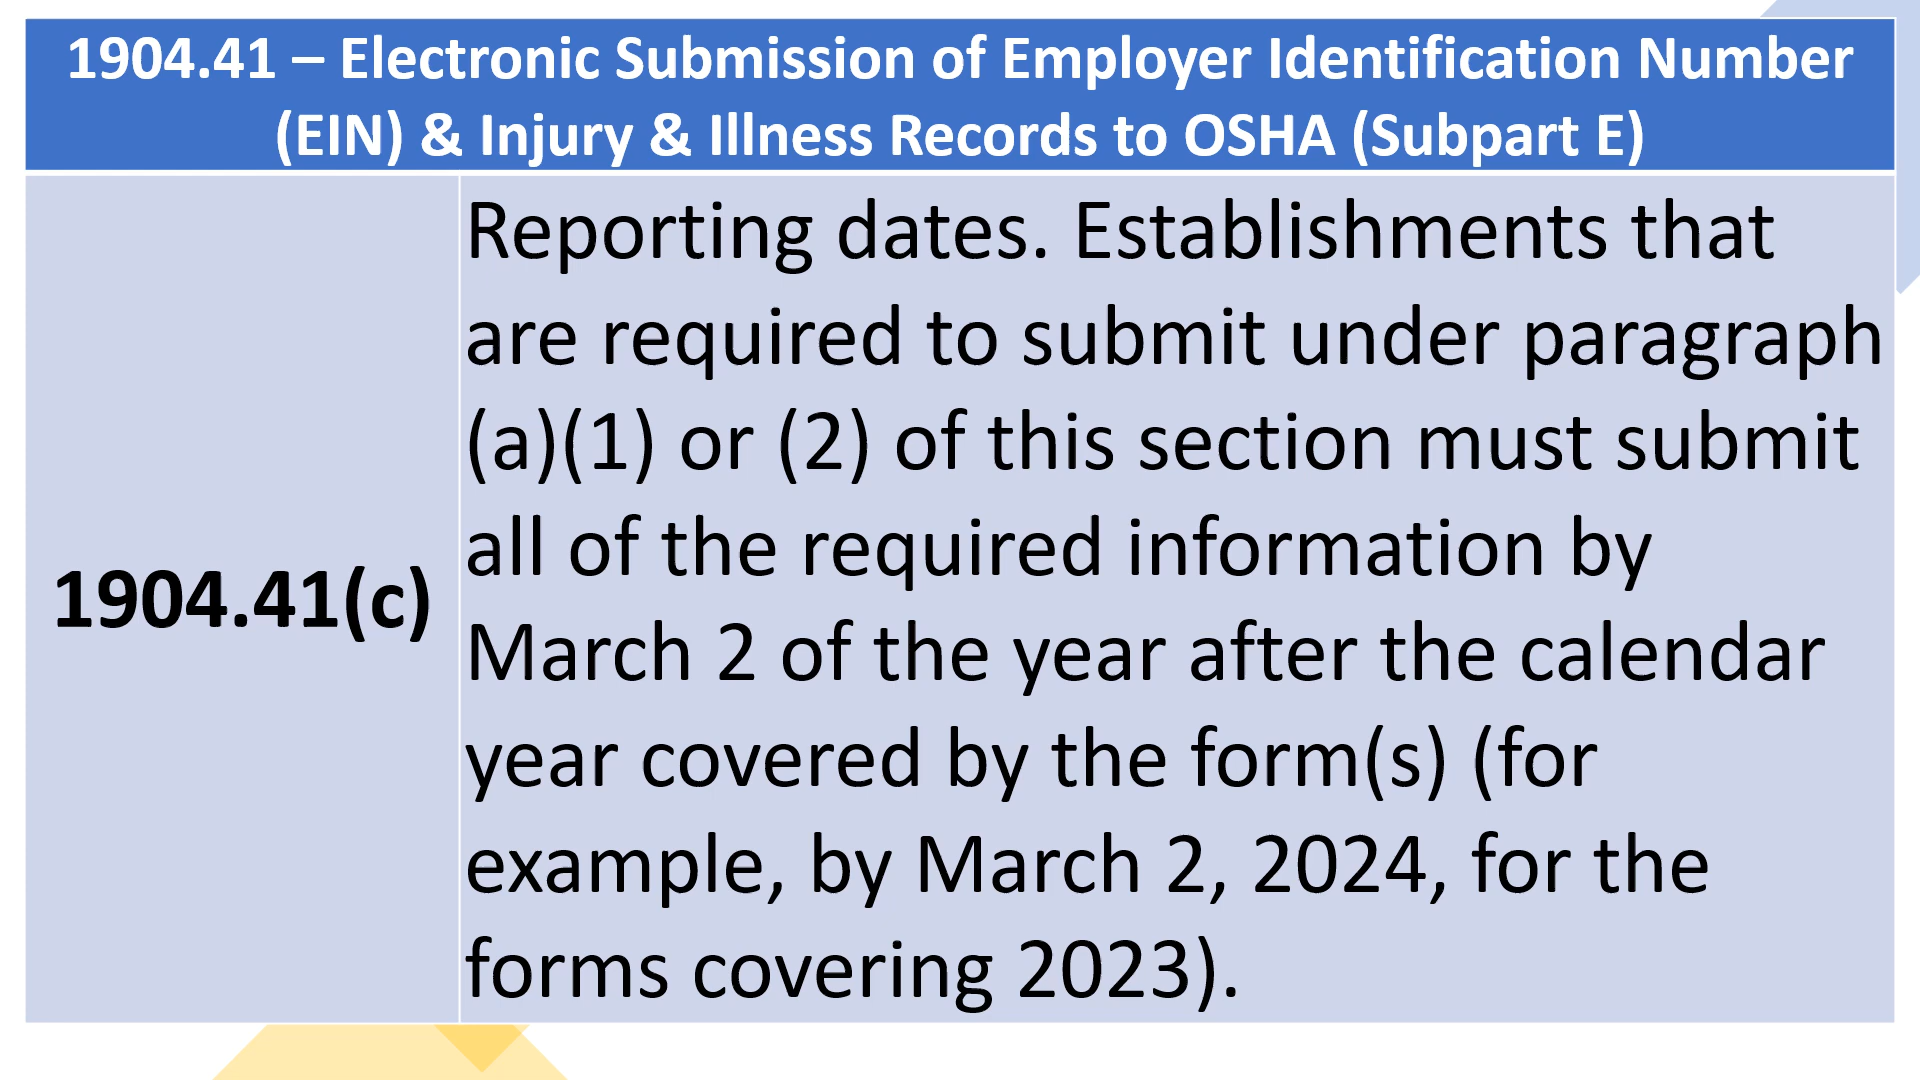 1904.41 – Electronic Submission of Employer Identification Number
(EIN) & Injury & Illness Records to OSHA (Subpart E)
1904.41(c)
Reporting dates. Establishments that
are required to submit under paragraph
(a)(1) or (2) of this section must submit
all of the required information by
March 2 of the year after the calendar
year covered by the form(s) (for
example, by March 2, 2024, for the
forms covering 2023).